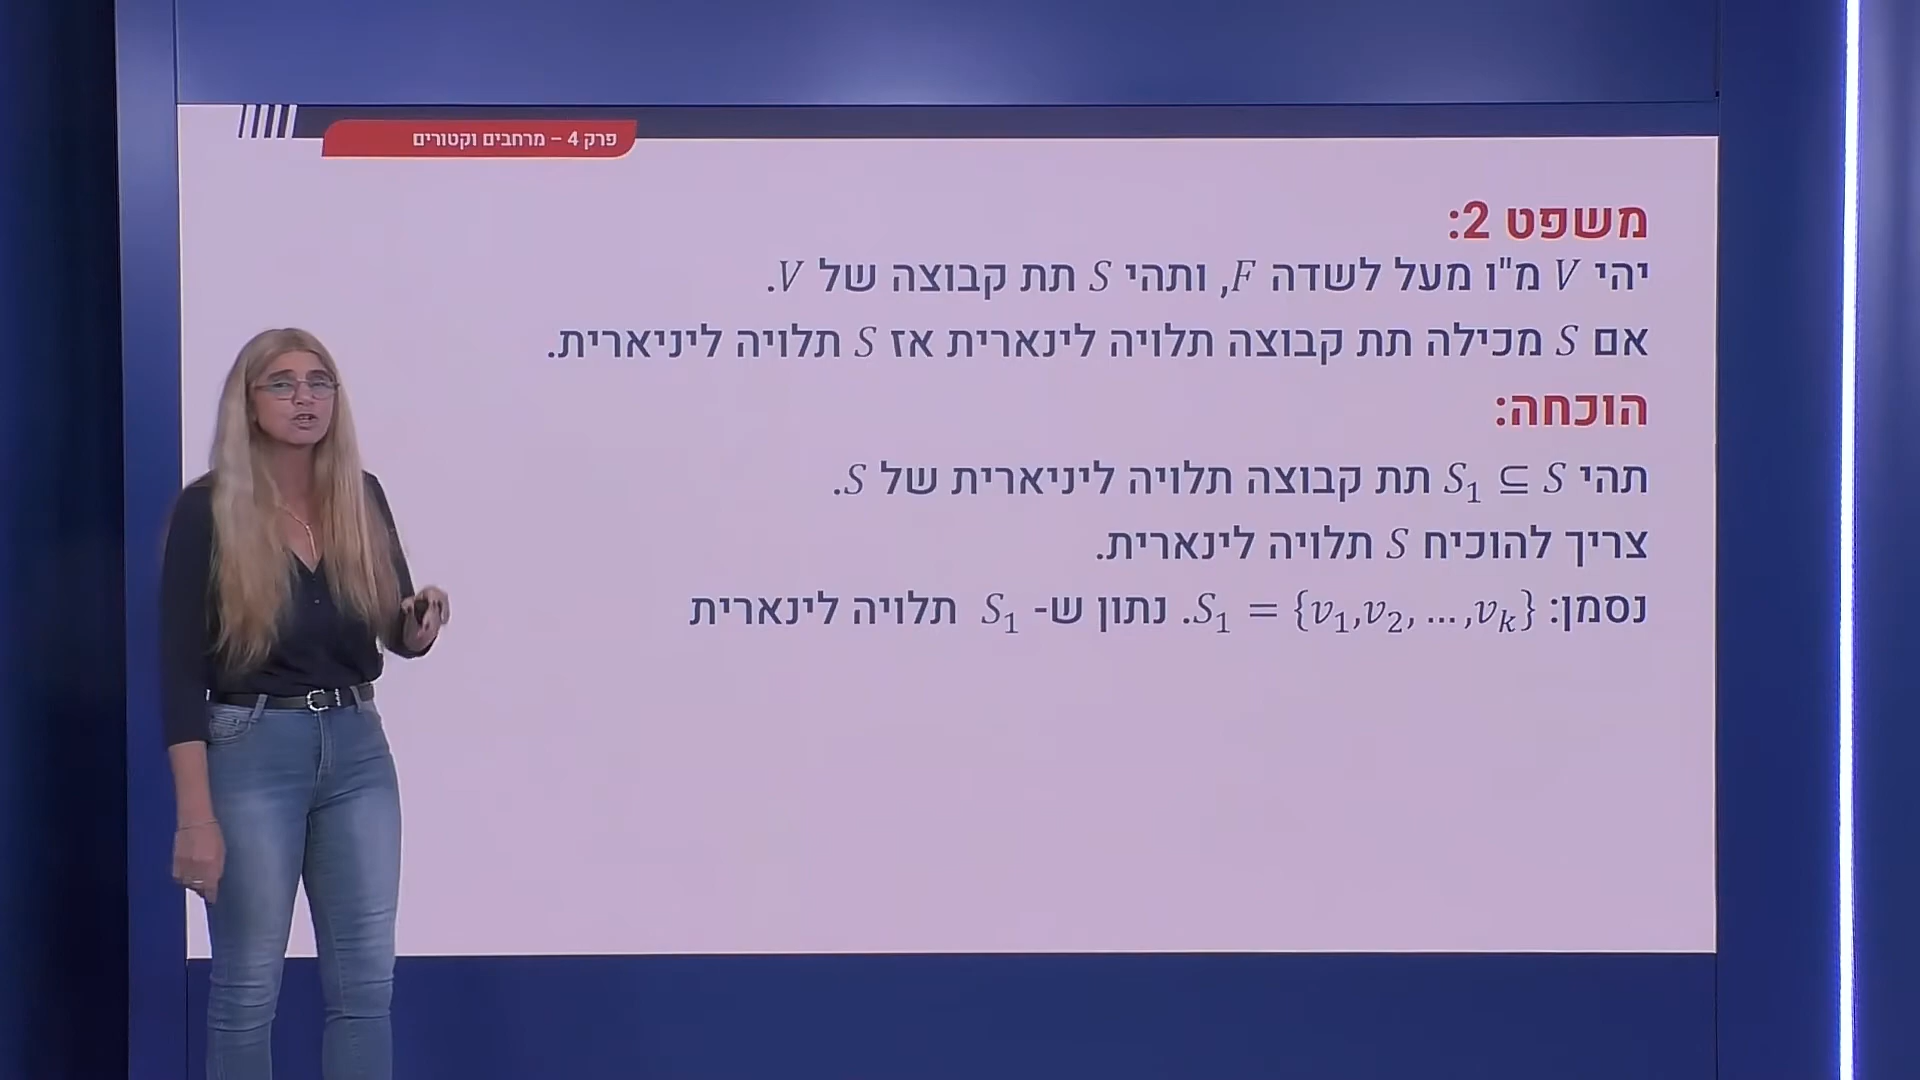 פרק 4 – מרחבים וקטורים
משפט 2:
יהי V מ"ו מעל לשדה F, ותהי S תת קבוצה של V.
אם S מכילה תת קבוצה תלויה לינארית אז S תלויה ליניארית.
הוכחה:
תהי S₁ ⊆ S תת קבוצה תלויה ליניארית של S.
צריך להוכיח S תלויה לינארית.
נסמן: S₁ = {v₁,v₂, …,vₖ}. נתון ש- S₁ תלויה לינארית